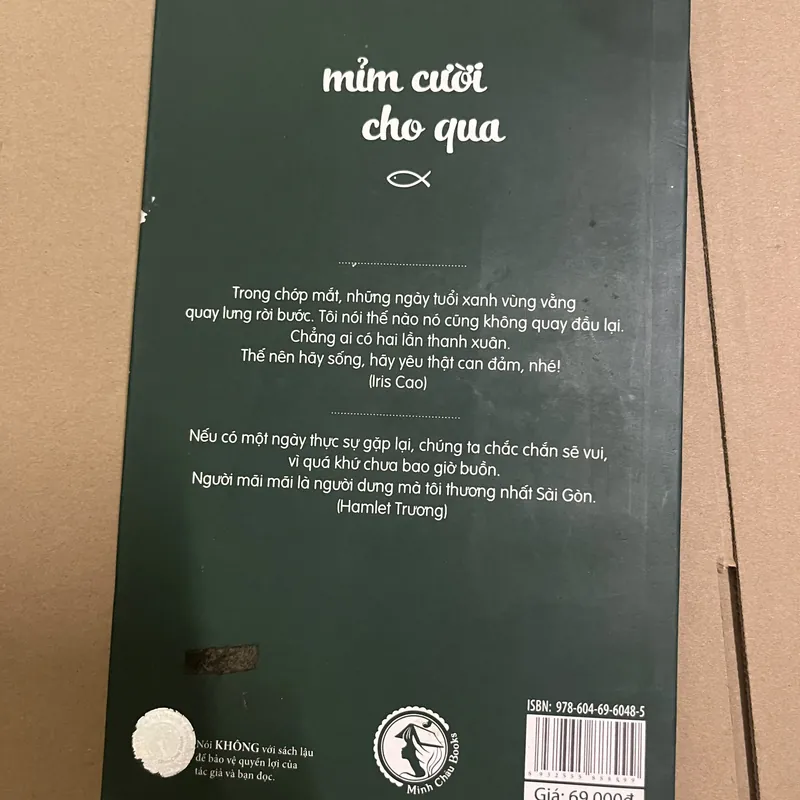 mỉm cười
cho qua
Trong chớp mắt, những ngày tuổi xanh vùng vằng
quay lưng rời bước. Tôi nói thế nào nó cũng không quay đầu lại.
Chẳng ai có hai lần thanh xuân.
Thế nên hãy sống, hãy yêu thật can đảm, nhé!
(Iris Cao)
Nếu có một ngày thực sự gặp lại, chúng ta chắc chắn sẽ vui,
vì quá khứ chưa bao giờ buồn.
Người mãi mãi là người dưng mà tôi thương nhất Sài Gòn.
(Hamlet Trương)
Nói KHÔNG với sách lậu
để bảo vệ quyền lợi của
tác giả và bạn đọc.
Minh Châu Books
ISBN: 978-604-69-6048-5
Giá: 69.000đ